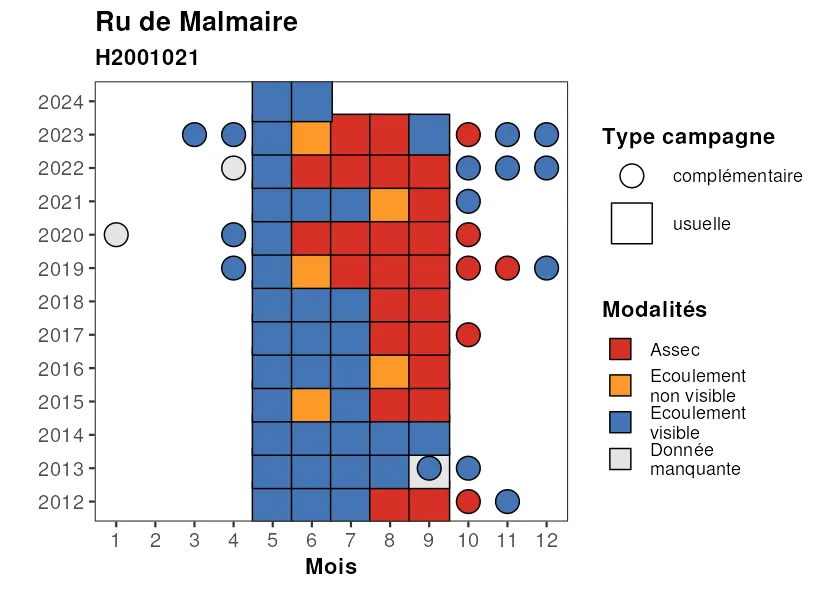 Ru de Malmaire
H2001021
2024
2023
2022
2021
2020
2019
2018
2017
2016
2015
2014
2013
2012
1 2 3 4 5 6 7 8 9 10 11 12
Mois
Type campagne
complémentaire
usuelle
Modalités
Assec
Ecoulement
non visible
Ecoulement
visible
Donnée
manquante